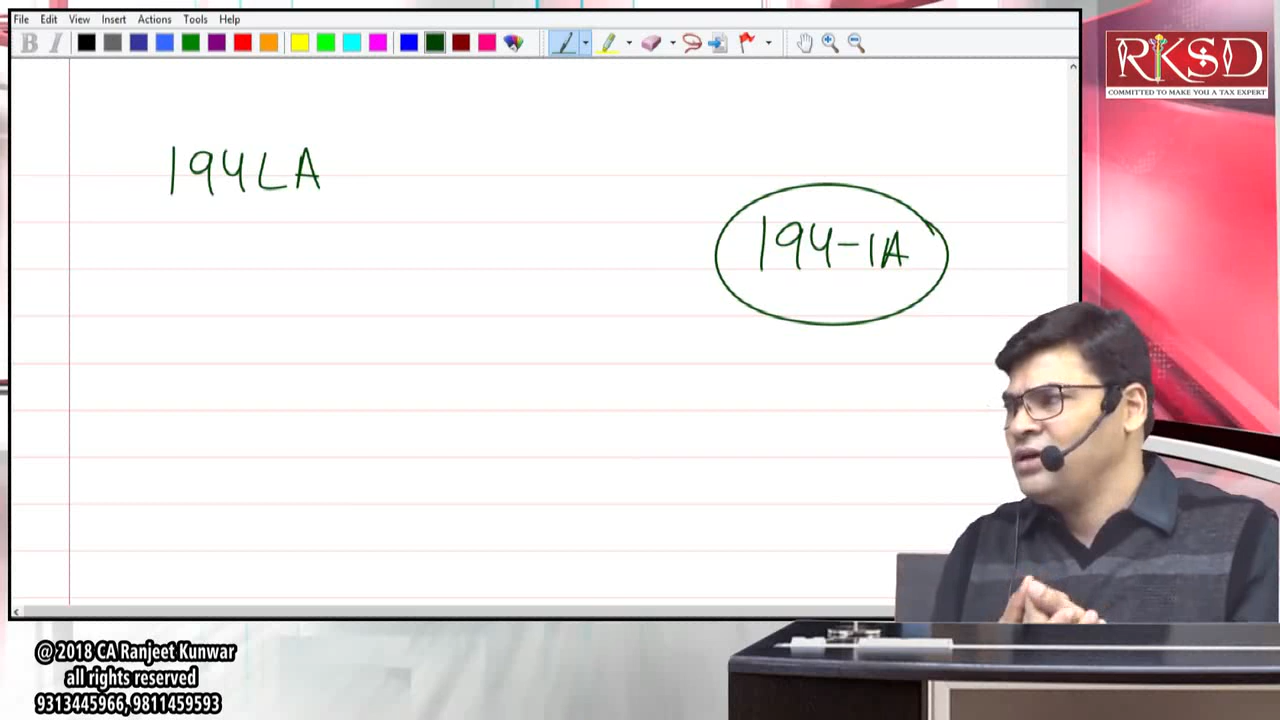 File Edit View Insert Actions Tools Help
B I
RKSD
COMMITTED TO MAKE YOU A TAX EXPERT
194LA
194-IA
@ 2018 CA Ranjeet Kunwar
all rights reserved
9313445966, 9811459593